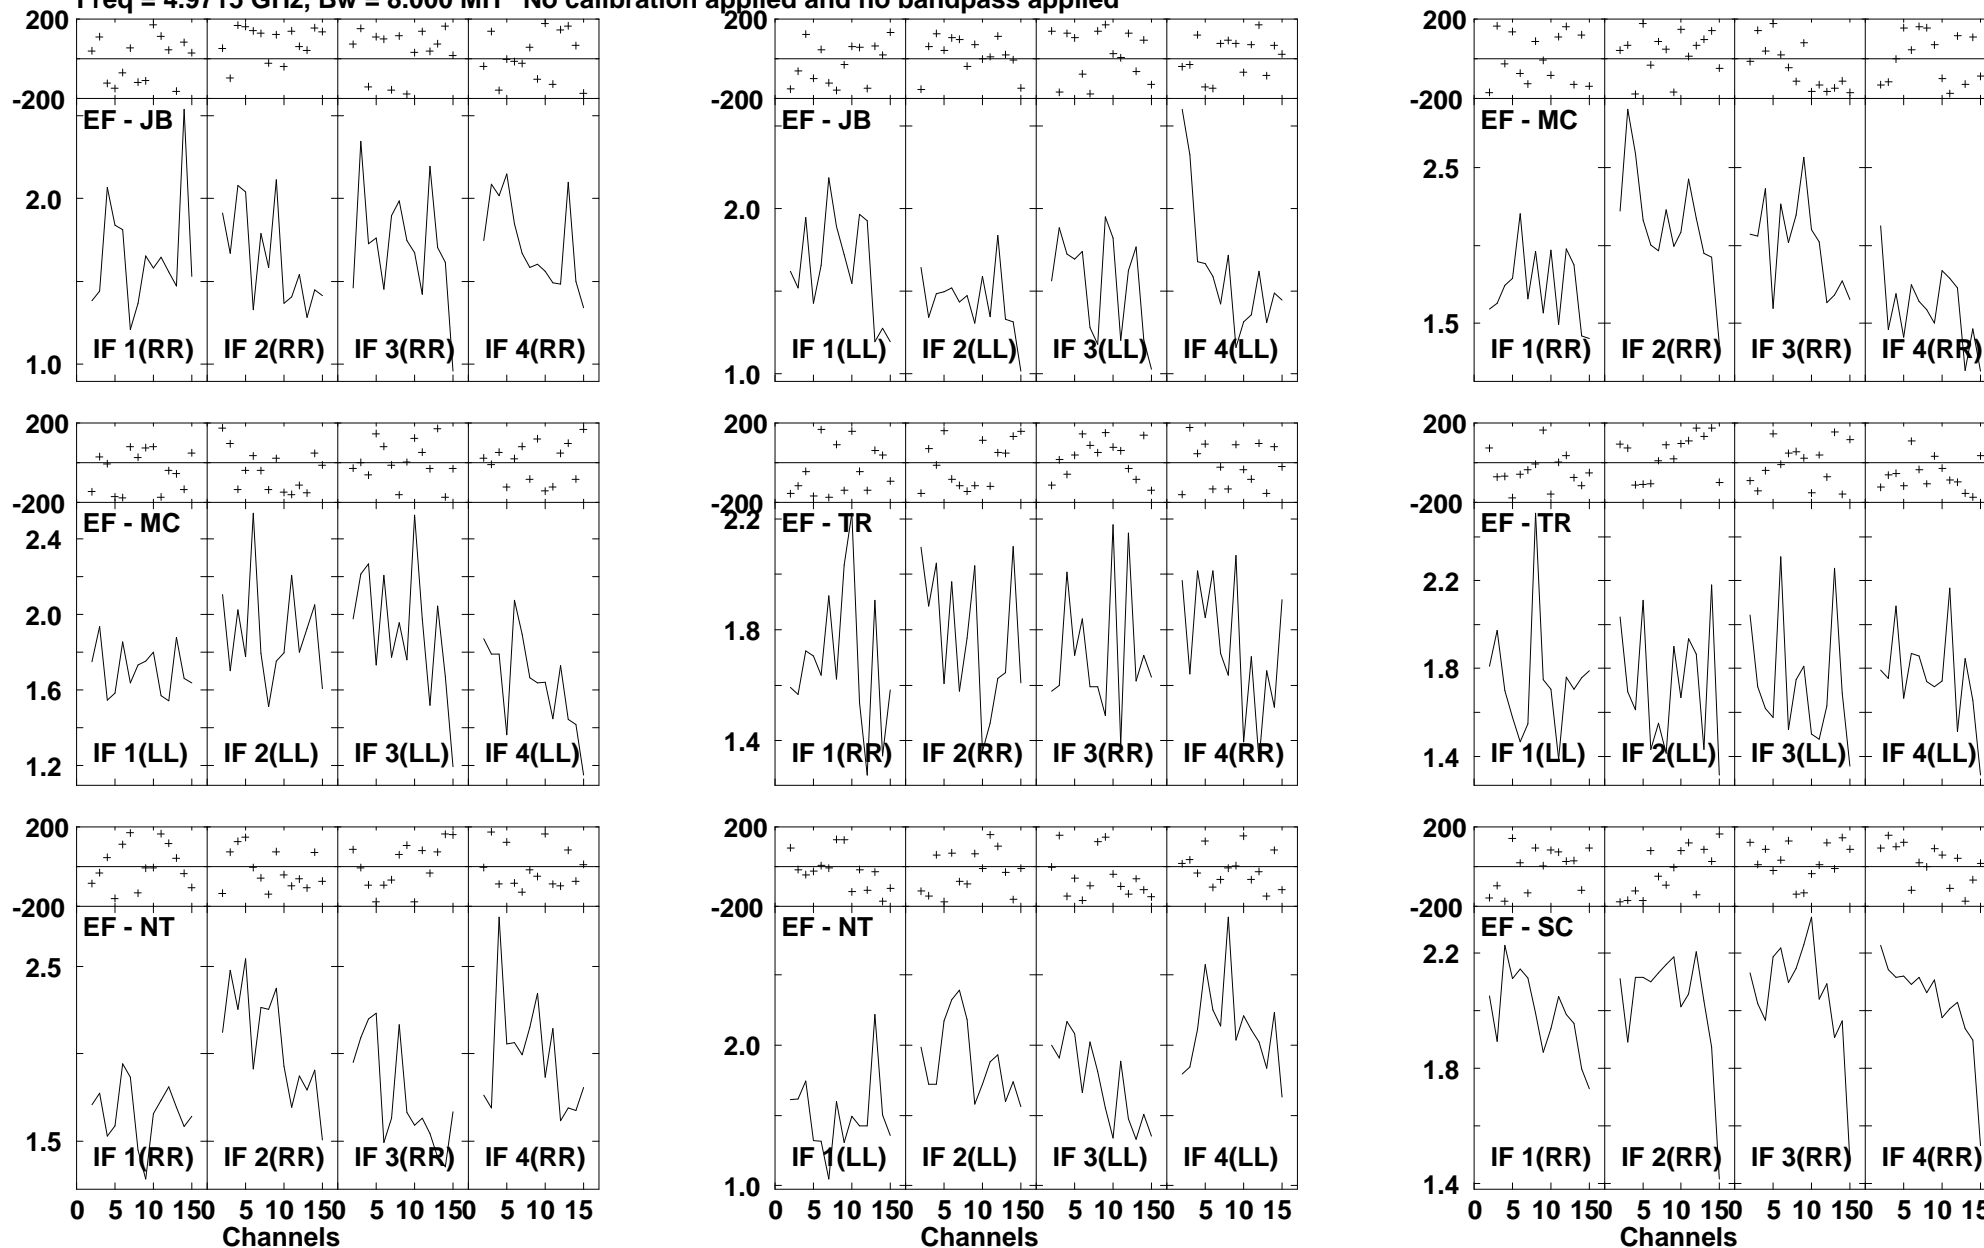 Freq = 4.9715 GHz, Bw = 8.000 MH No calibration applied and no bandpass applied
200 200 200
-200 -200 -200
EF - JB EF - JB EF - MC
2.0 2.0 2.5
1.0 1.0 1.5
IF 1(RR) IF 2(RR) IF 3(RR) IF 4(RR) IF 1(LL) IF 2(LL) IF 3(LL) IF 4(LL) IF 1(RR) IF 2(RR) IF 3(RR) IF 4(RR)
200 200 200
-200 -200 -200
EF - MC EF - TR EF - TR
2.4 2.2 2.2
2.0 1.8 1.8
1.6 1.4 1.4
1.2
IF 1(LL) IF 2(LL) IF 3(LL) IF 4(LL) IF 1(RR) IF 2(RR) IF 3(RR) IF 4(RR) IF 1(LL) IF 2(LL) IF 3(LL) IF 4(LL)
200 200 200
-200 -200 -200
EF - NT EF - NT EF - SC
2.5 2.0 2.2
1.5 1.0 1.8
1.4
IF 1(RR) IF 2(RR) IF 3(RR) IF 4(RR) IF 1(LL) IF 2(LL) IF 3(LL) IF 4(LL) IF 1(RR) IF 2(RR) IF 3(RR) IF 4(RR)
0 5 10 150 5 10 150 5 10 150 5 10 15 0 5 10 150 5 10 150 5 10 150 5 10 15 0 5 10 150 5 10 150 5 10 150 5 10 15
Channels Channels Channels